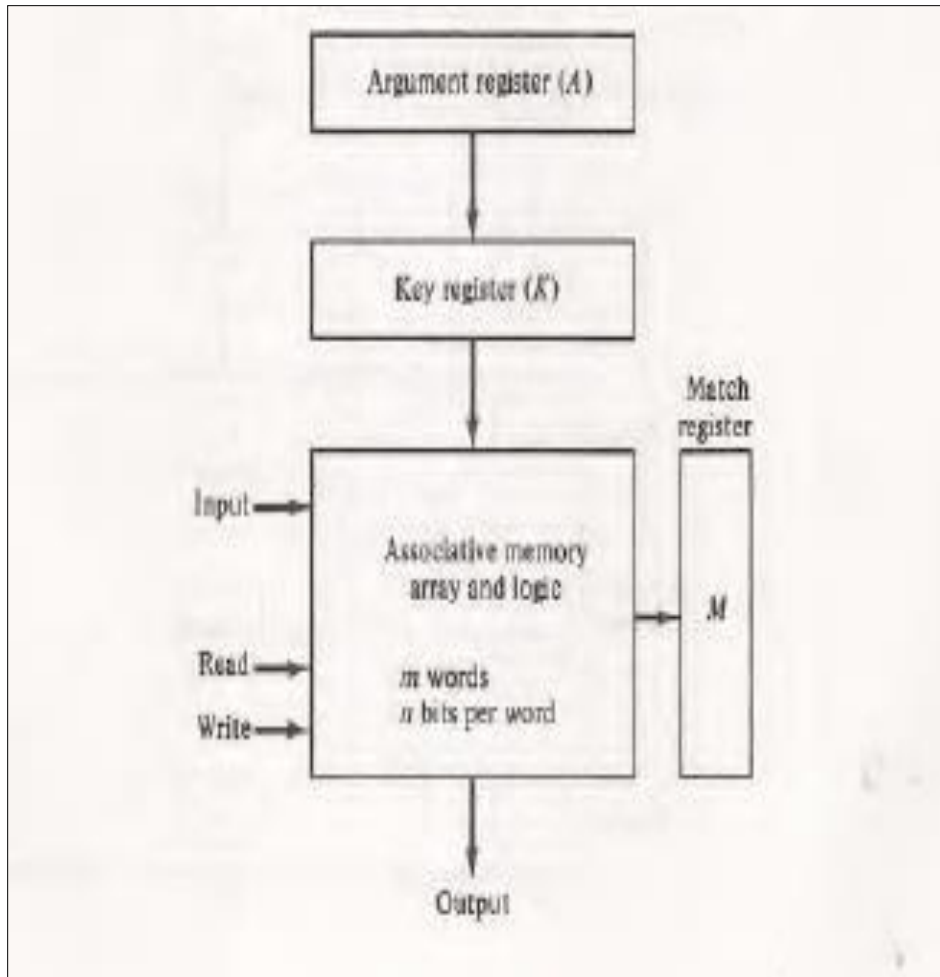 Argument register (A)
Key register (K)
Match
register
Input
Associative memory
array and logic
M
Read
m words
n bits per word
Write
Output